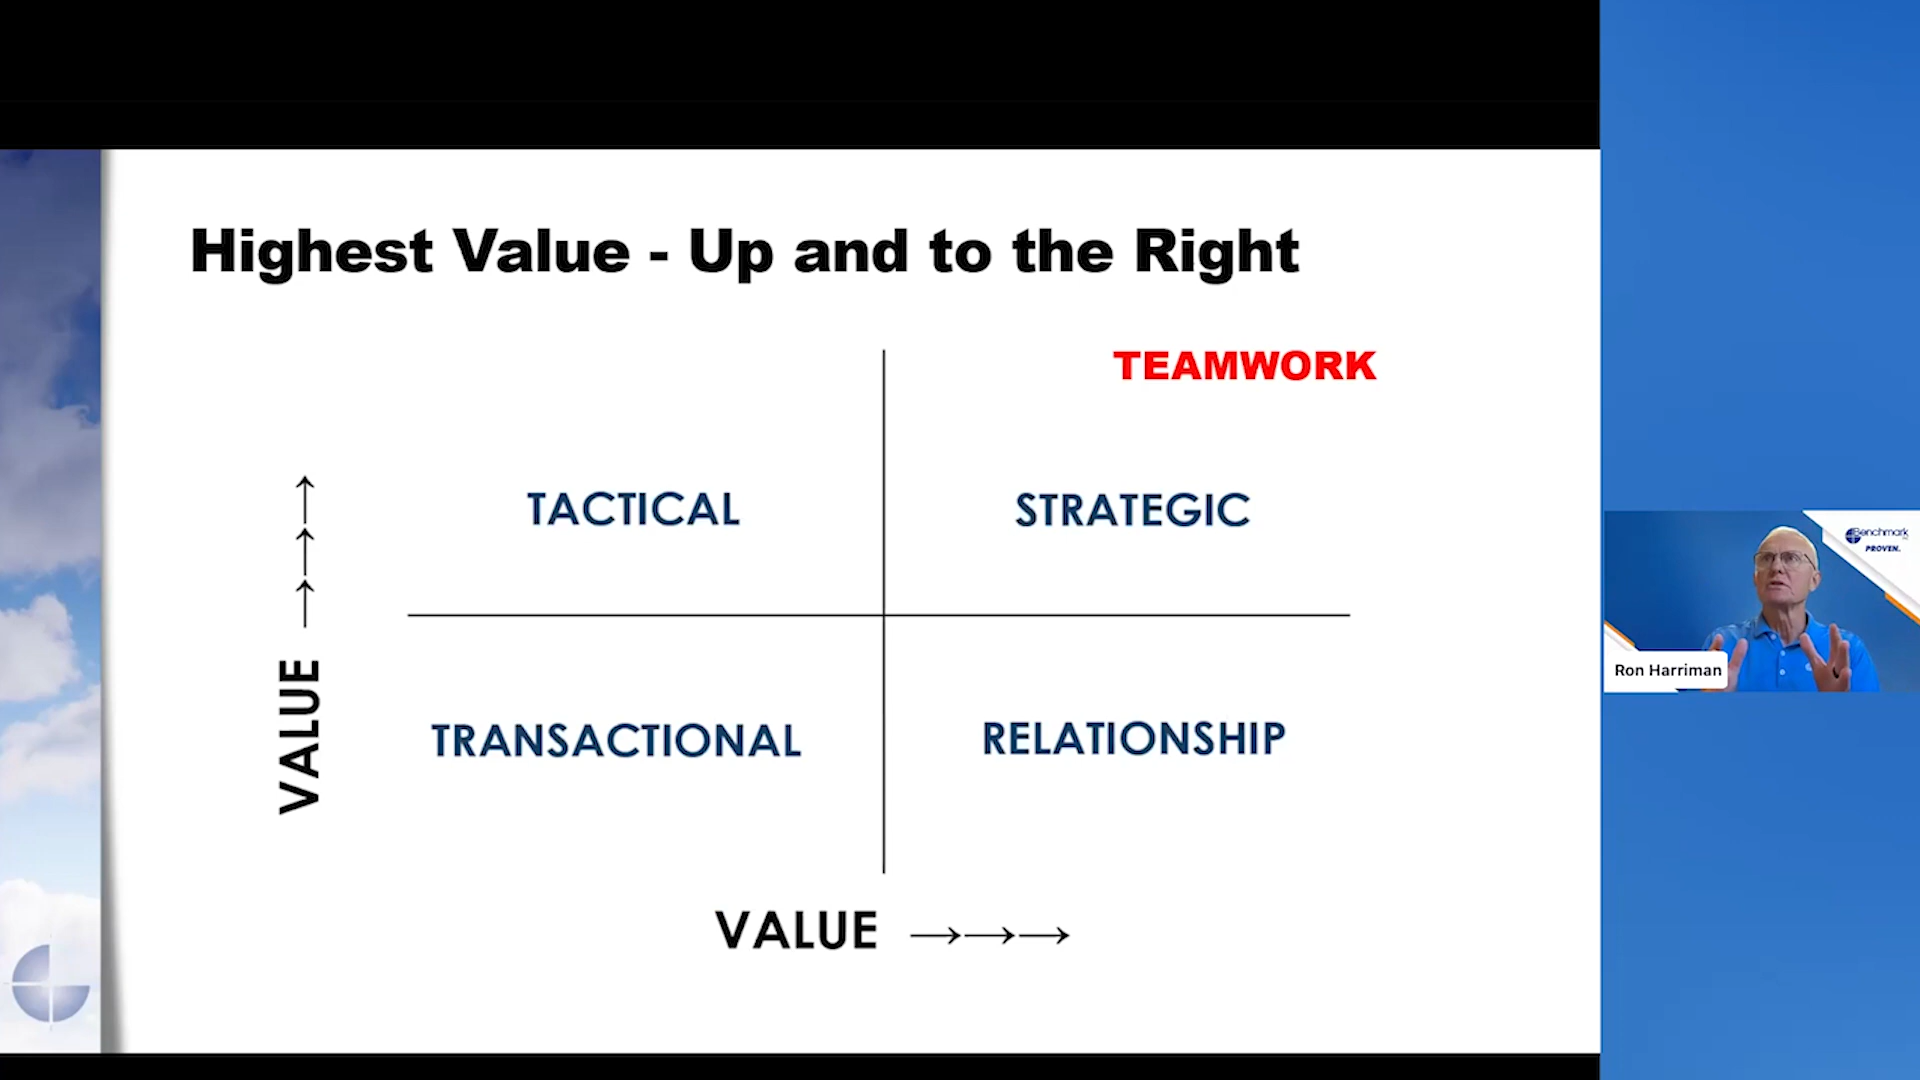 Highest Value - Up and to the Right
TEAMWORK
TACTICAL
STRATEGIC
TRANSACTIONAL
RELATIONSHIP
VALUE →→→
VALUE →→→
Benchmark
PROVEN.
Ron Harriman